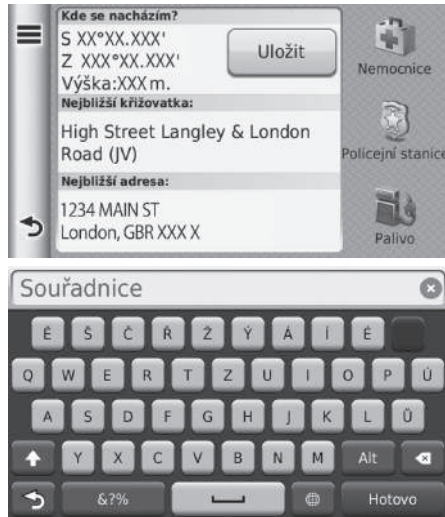 Kde se nacházím?
S XX°XX.XXX'
Z XXX°XX.XXX'
Výška:XXX m.
Uložit
Nejbližší křižovatka:
High Street Langley & London
Road (JV)
Nejbližší adresa:
1234 MAIN ST
London, GBR XXX X
Nemocnice
Policejní stanice
Palivo
Souřadnice
Ě Š Č Ř Ž Ý Á Í É
Q W E R T Z U I O P Ú
A S D F G H J K L Ů
Y X C V B N M Alt
&?% Hotovo